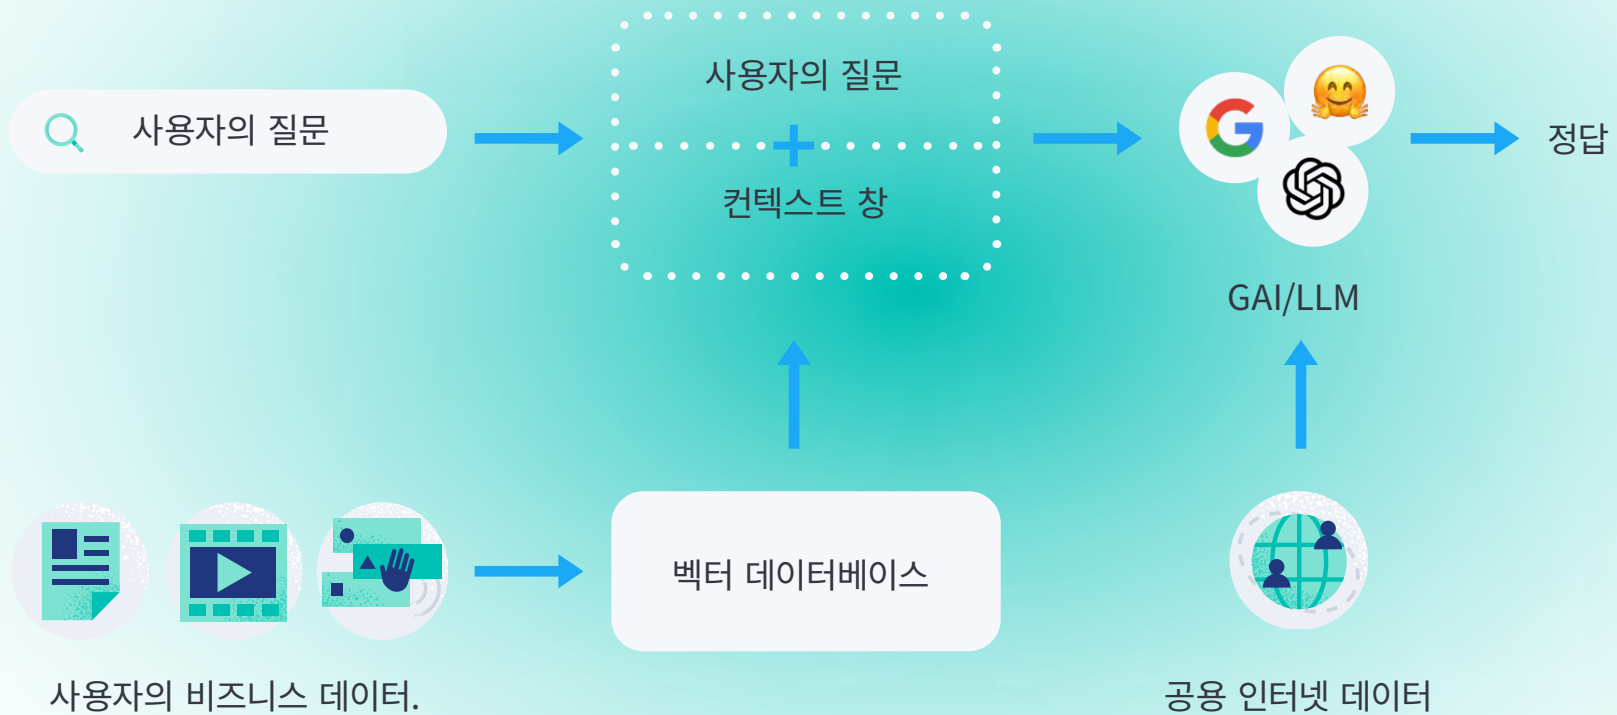 사용자의 질문
사용자의 질문
+
컨텍스트 창
GAI/LLM
정답
벡터 데이터베이스
사용자의 비즈니스 데이터.
공용 인터넷 데이터